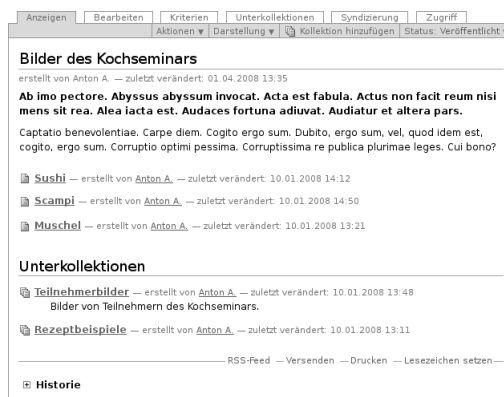 Anzeigen Bearbeiten Kriterien Unterkollektionen Syndizierung Zugriff
Aktionen ▼ Darstellung ▼ Kollektion hinzufügen Status: Veröffentlicht
Bilder des Kochseminars
erstellt von Anton A. — zuletzt verändert: 01.04.2008 13:35
Ab imo pectore. Abyssus abyssum invocat. Acta est fabula. Actus non facit reum nisi
mens sit rea. Alea iacta est. Audaces fortuna adiuvat. Audiatur et altera pars.
Captatio benevolentiae. Carpe diem. Cogito ergo sum. Dubito, ergo sum, vel, quod idem est,
cogito, ergo sum. Corruptio optimi pessima. Corruptissima re publica plurimae leges. Cui bono?
Sushi — erstellt von Anton A. — zuletzt verändert: 10.01.2008 14:12
Scampi — erstellt von Anton A. — zuletzt verändert: 10.01.2008 14:50
Muschel — erstellt von Anton A. — zuletzt verändert: 10.01.2008 13:21
Unterkollektionen
Teilnehmerbilder — erstellt von Anton A. — zuletzt verändert: 10.01.2008 13:48
Bilder von Teilnehmern des Kochseminars.
Rezeptbeispiele — erstellt von Anton A. — zuletzt verändert: 10.01.2008 13:11
RSS-Feed — Versenden — Drucken — Lesezeichen setzen —
Historie